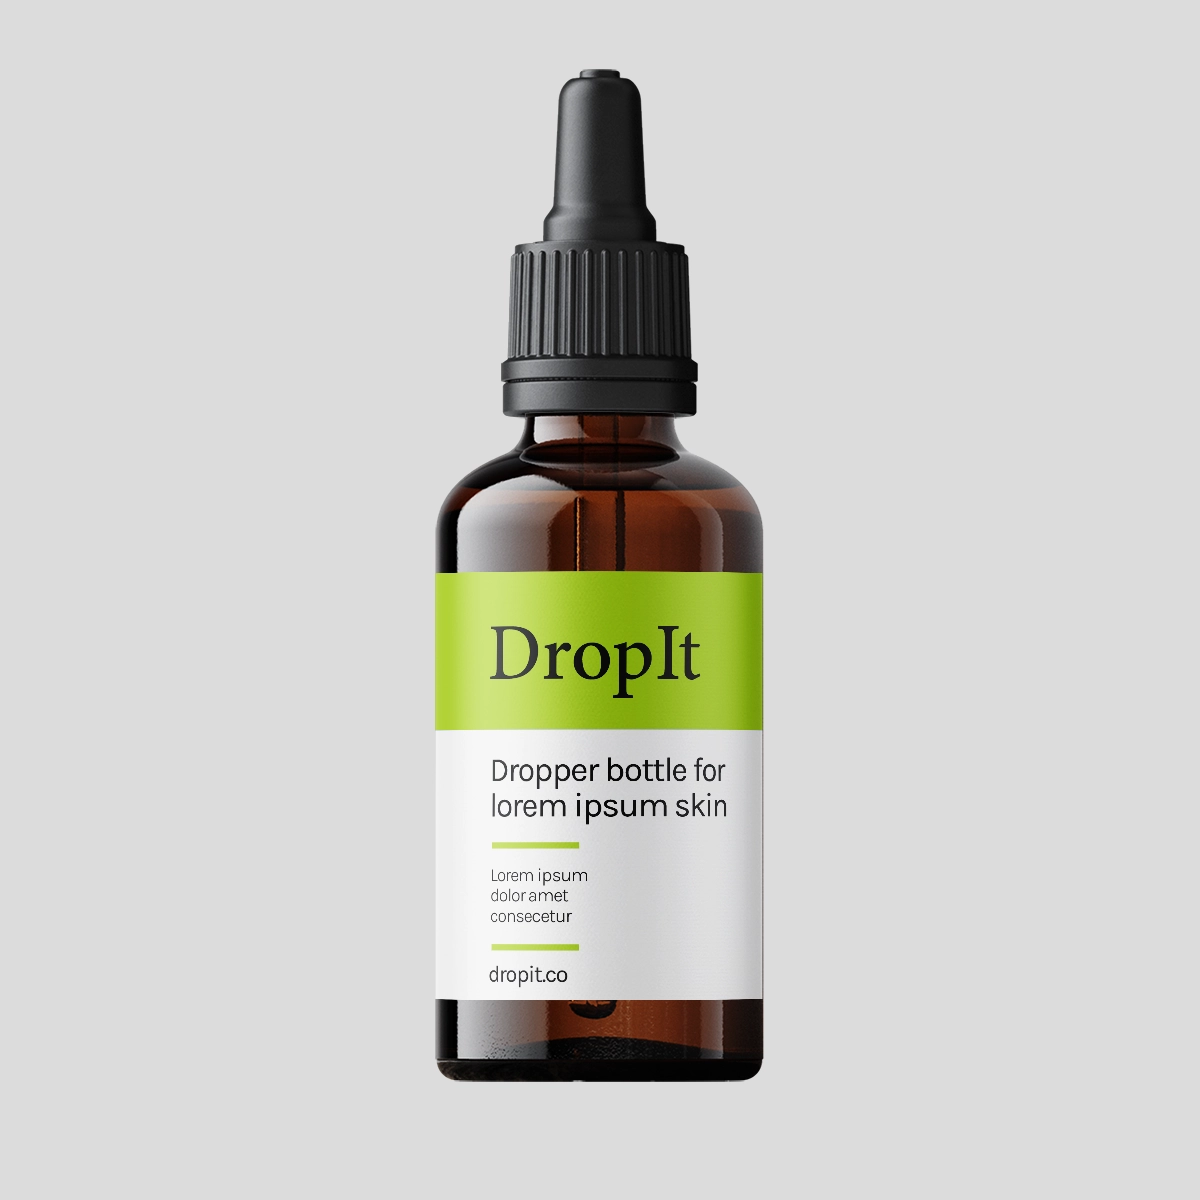 DropIt
Dropper bottle for
lorem ipsum skin
Lorem ipsum
dolor amet
consecetur
dropit.co